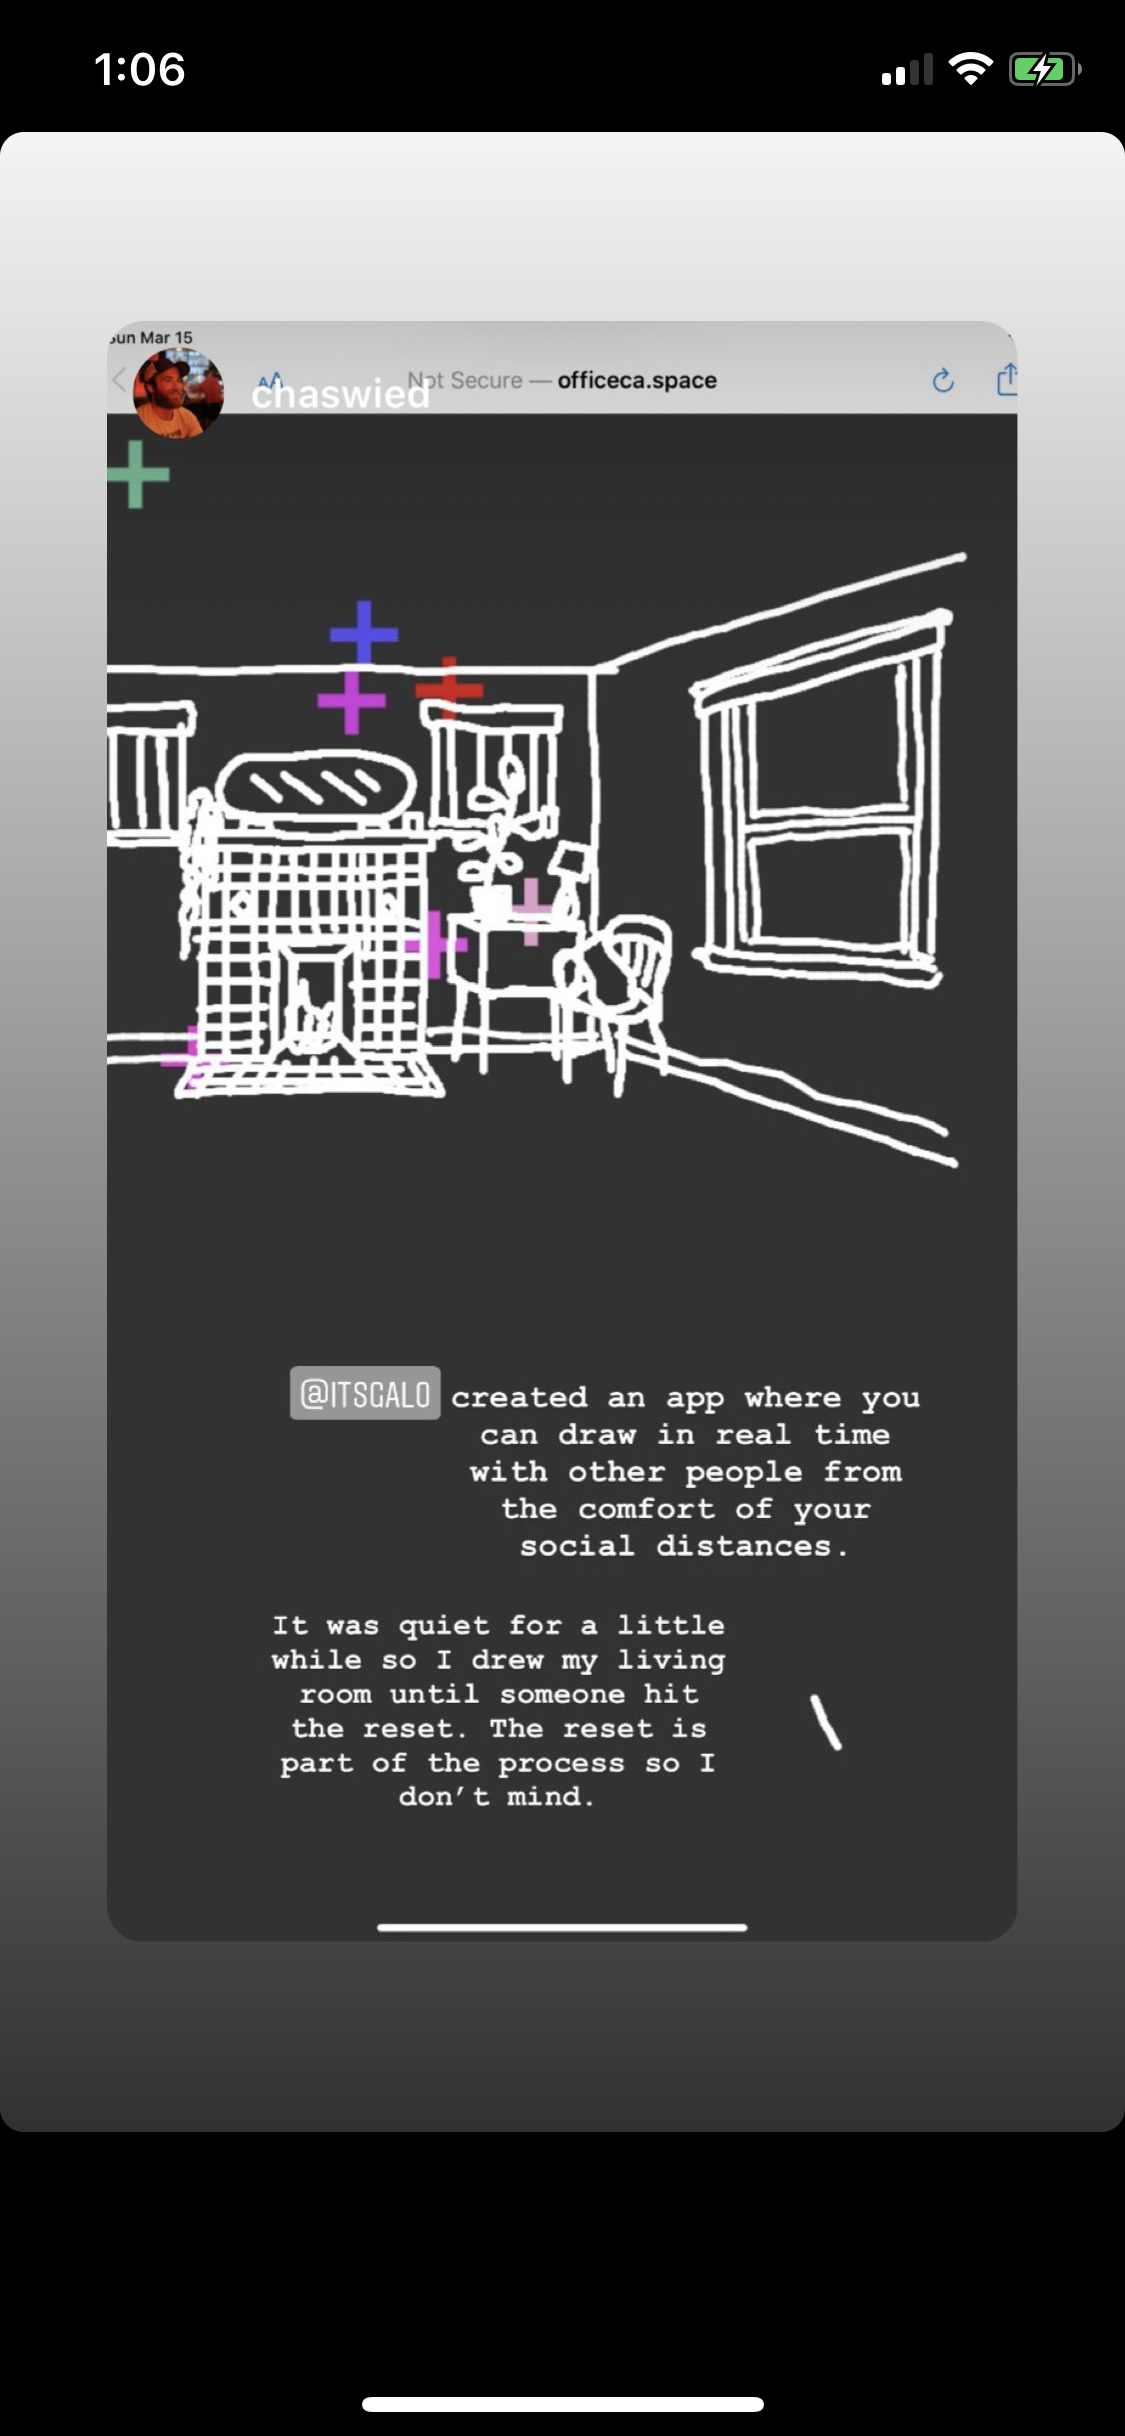 1:06
Sun Mar 15
AA
Not Secure — officeca.space
chaswied
@ITSGALO created an app where you
can draw in real time
with other people from
the comfort of your
social distances.
It was quiet for a little
while so I drew my living
room until someone hit
the reset. The reset is
part of the process so I
don't mind.